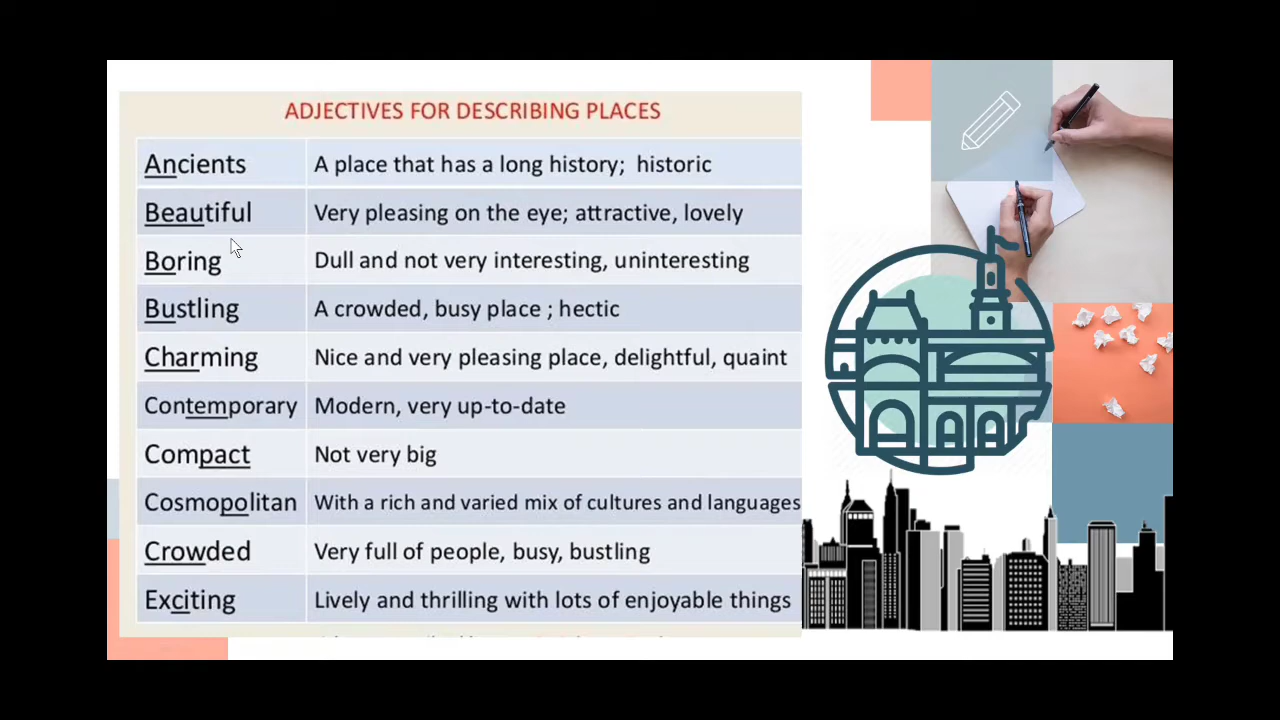 ADJECTIVES FOR DESCRIBING PLACES
Ancients A place that has a long history; historic
Beautiful Very pleasing on the eye; attractive, lovely
Boring Dull and not very interesting, uninteresting
Bustling A crowded, busy place ; hectic
Charming Nice and very pleasing place, delightful, quaint
Contemporary Modern, very up-to-date
Compact Not very big
Cosmopolitan With a rich and varied mix of cultures and languages
Crowded Very full of people, busy, bustling
Exciting Lively and thrilling with lots of enjoyable things